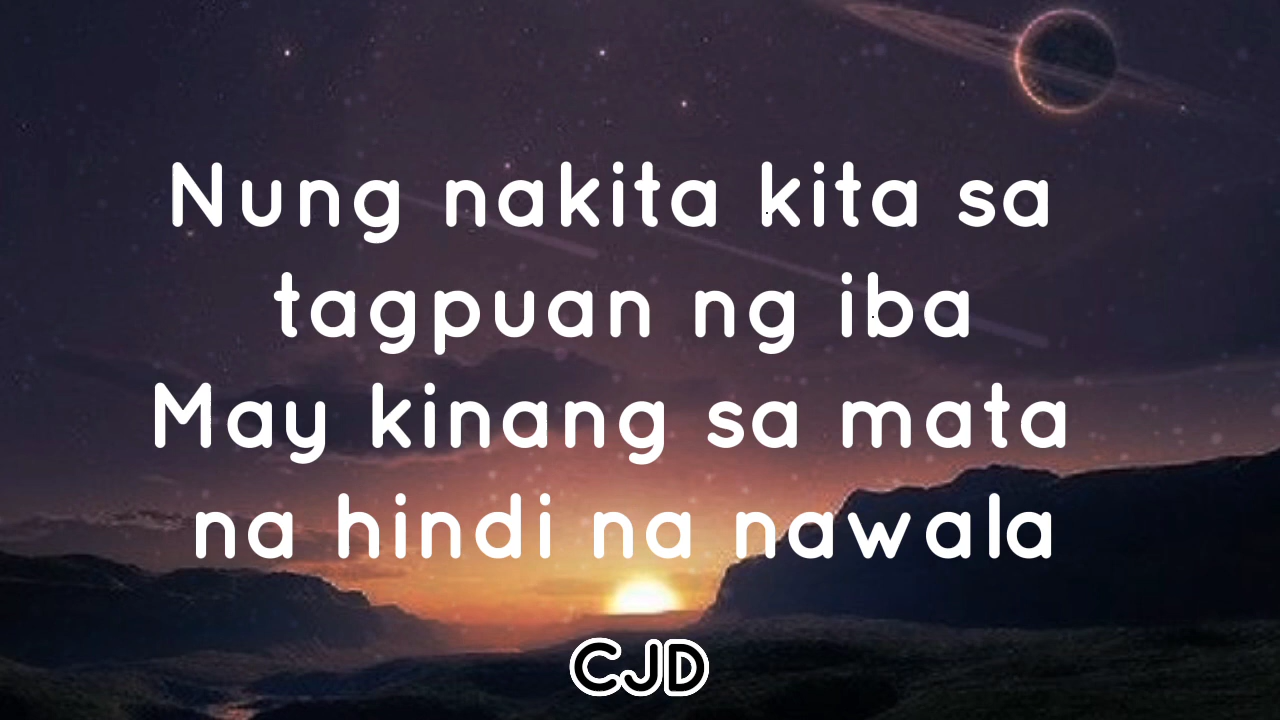 Nung nakita kita sa
tagpuan ng iba
May kinang sa mata
na hindi na nawala
CJD